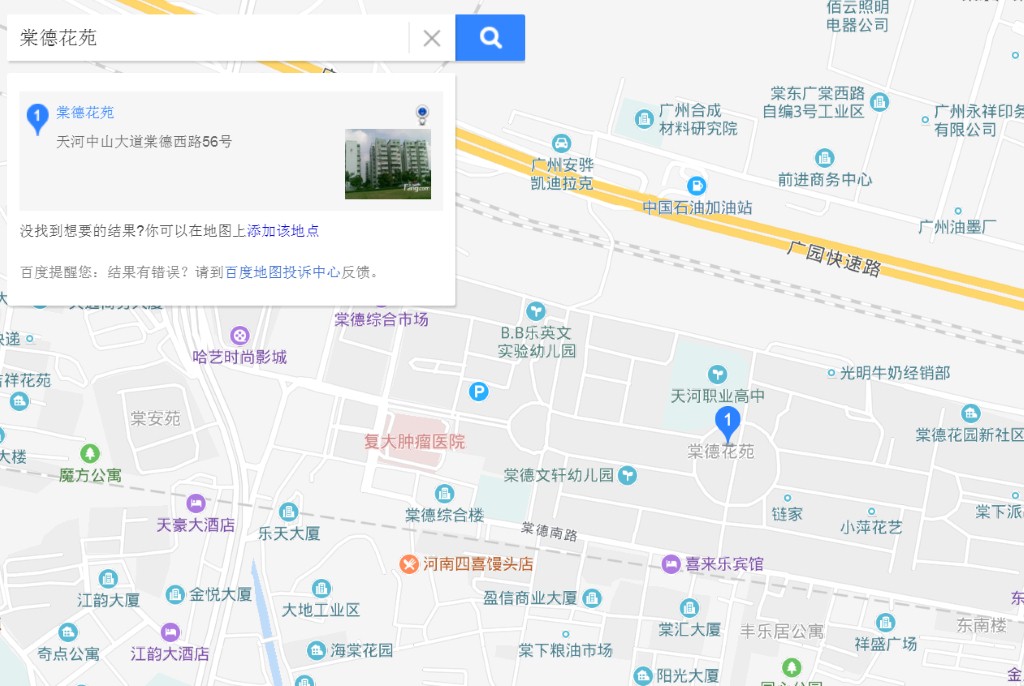 棠德花苑
1
棠德花苑
天河中山大道棠德西路56号
没找到想要的结果?你可以在地图上添加该地点
百度提醒您：结果有错误？请到百度地图投诉中心反馈。
佰云照明
电器公司
棠东广棠西路
自编3号工业区
广州合成
材料研究院
广州永祥印务
有限公司
广州安骅
凯迪拉克
前进商务中心
中国石油加油站
广州油墨厂
广园快速路
棠德综合市场
B.B乐英文
实验幼儿园
哈艺时尚影城
天河职业高中
光明牛奶经销部
P
1
棠安苑
棠德花园新社区
复大肿瘤医院
棠德花苑
大楼
魔方公寓
棠德文轩幼儿园
棠德综合楼
链家
小萍花艺
天豪大酒店
乐天大厦
棠德南路
河南四喜馒头店
喜来乐宾馆
江韵大厦
金悦大厦
大地工业区
盈信商业大厦
棠汇大厦
丰乐居公寓
东南楼
祥盛广场
奇点公寓
江韵大酒店
海棠花园
棠下粮油市场
阳光大厦